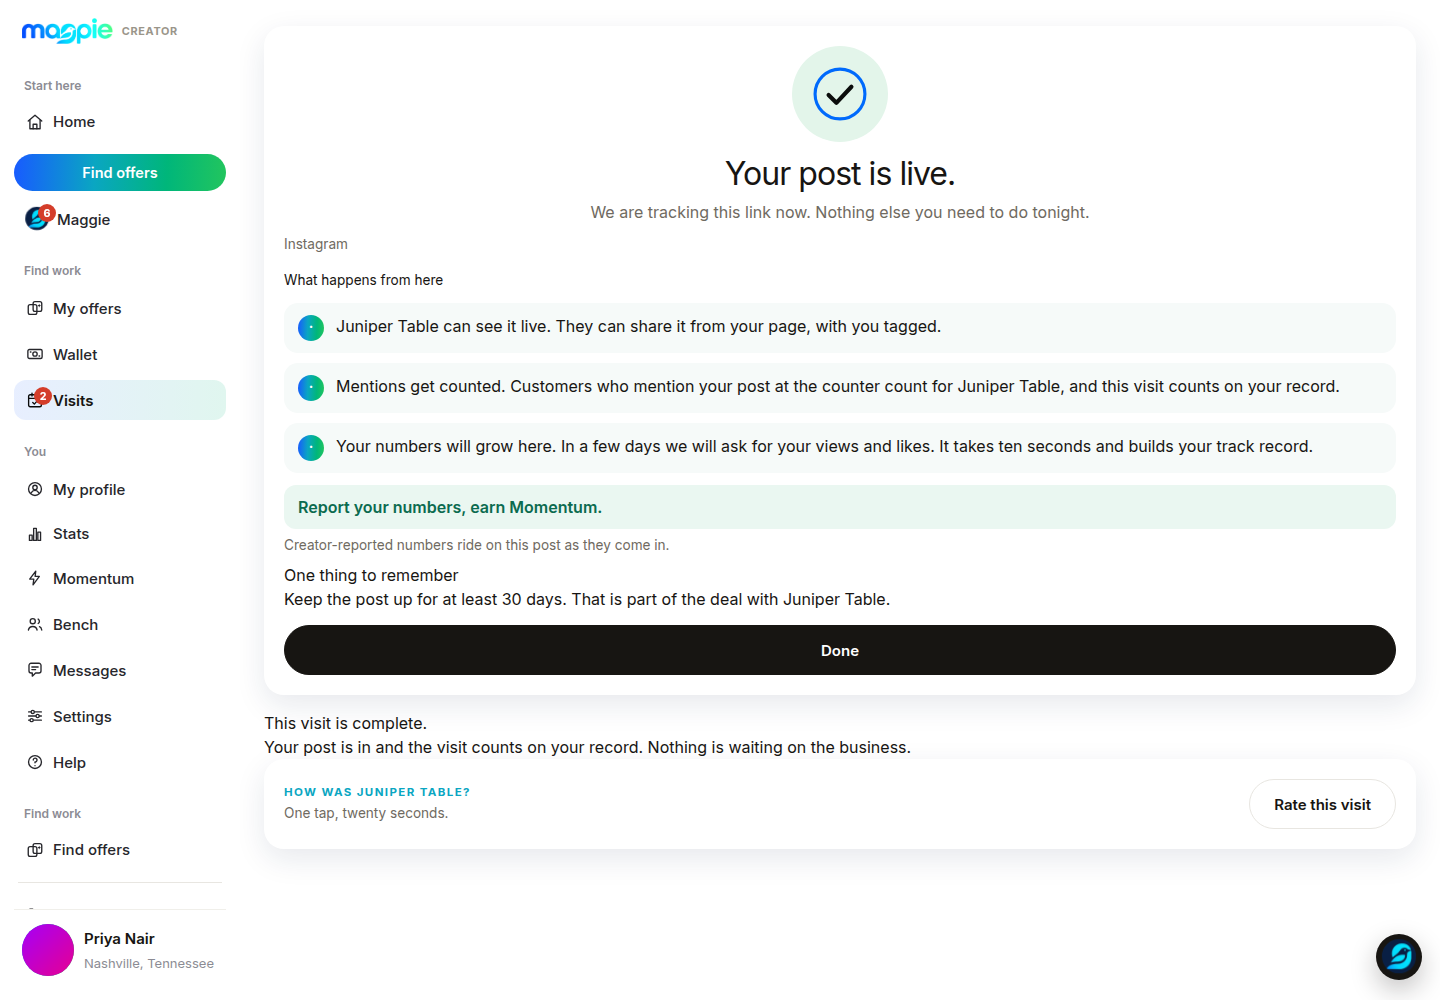 magpie CREATOR
Start here
Home
Find offers
6
Maggie
Find work
My offers
Wallet
2
Visits
You
My profile
Stats
Momentum
Bench
Messages
Settings
Help
Find work
Find offers
Priya Nair
Nashville, Tennessee
Your post is live.
We are tracking this link now. Nothing else you need to do tonight.
Instagram
What happens from here
Juniper Table can see it live. They can share it from your page, with you tagged.
Mentions get counted. Customers who mention your post at the counter count for Juniper Table, and this visit counts on your record.
Your numbers will grow here. In a few days we will ask for your views and likes. It takes ten seconds and builds your track record.
Report your numbers, earn Momentum.
Creator-reported numbers ride on this post as they come in.
One thing to remember
Keep the post up for at least 30 days. That is part of the deal with Juniper Table.
Done
This visit is complete.
Your post is in and the visit counts on your record. Nothing is waiting on the business.
HOW WAS JUNIPER TABLE?
One tap, twenty seconds.
Rate this visit